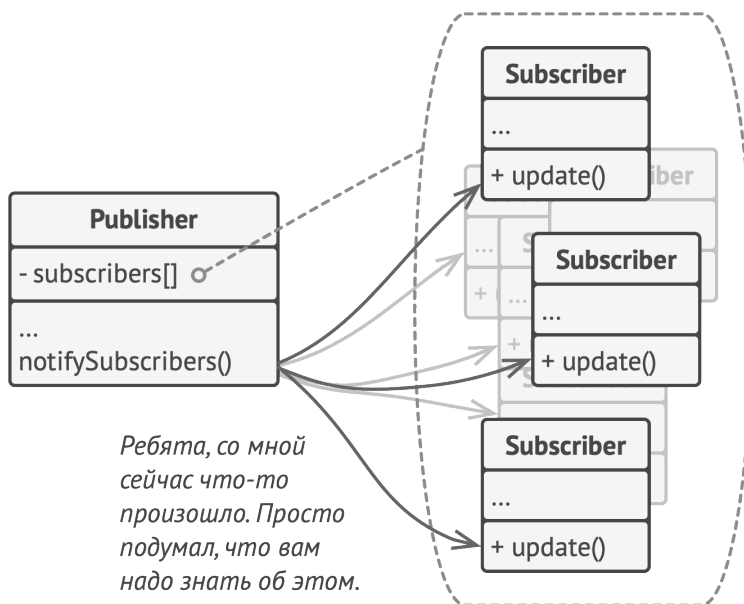 Publisher
- subscribers[]
...
notifySubscribers()
Ребята, со мной
сейчас что-то
произошло. Просто
подумал, что вам
надо знать об этом.
Subscriber
...
+ update()
Subscriber
...
+ update()
Subscriber
...
+ update()